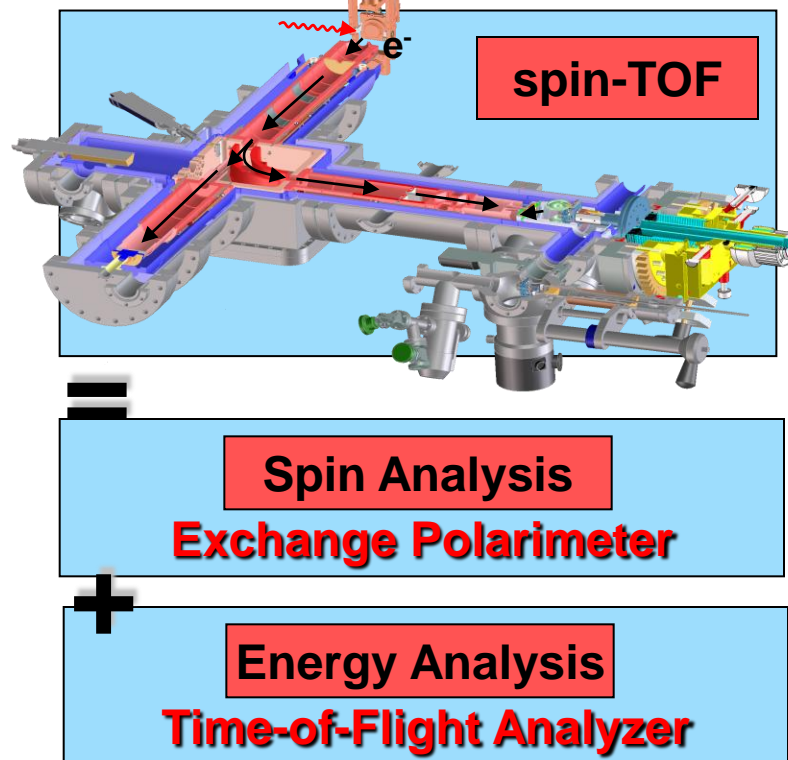 e-
spin-TOF
=
Spin Analysis
Exchange Polarimeter
+
Energy Analysis
Time-of-Flight Analyzer